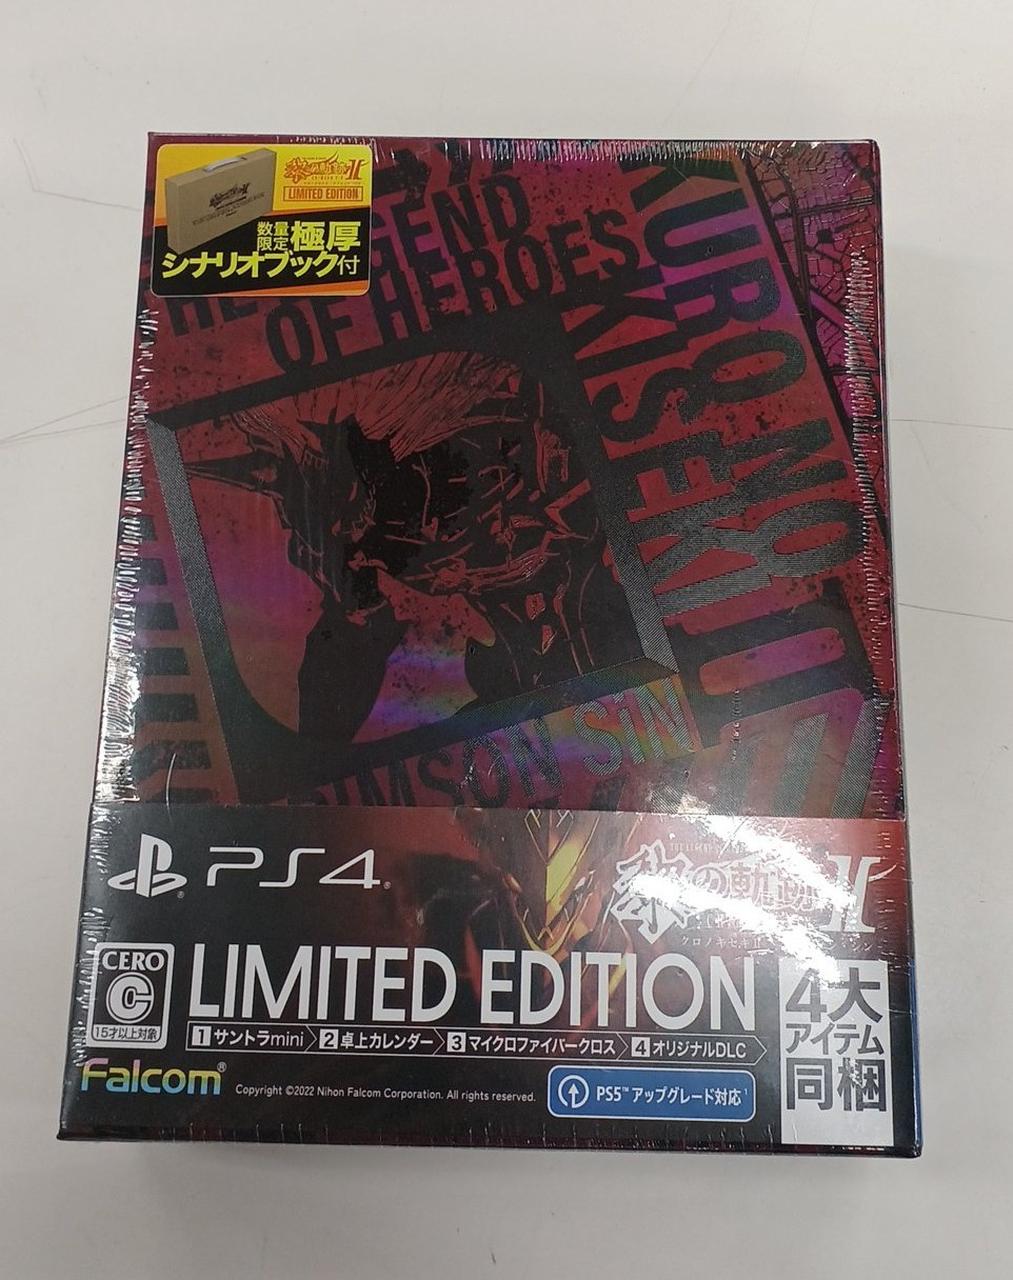 黎の軌跡II
CRIMSON SiN
LIMITED EDITION
数量
限定
極厚
シナリオブック付
THE LEGEND
OF HEROES
KURO NO
KISEKI
II
CRIMSON SiN
PS4
黎の軌跡II
クロノキセキ
CERO
C
15才以上対象
LIMITED EDITION
1 サントラmini 2 卓上カレンダー 3 マイクロファイバークロス 4 オリジナルDLC
4大
アイテム
同梱
Falcom®
Copyright ©2022 Nihon Falcom Corporation. All rights reserved.
PS5™ アップグレード対応